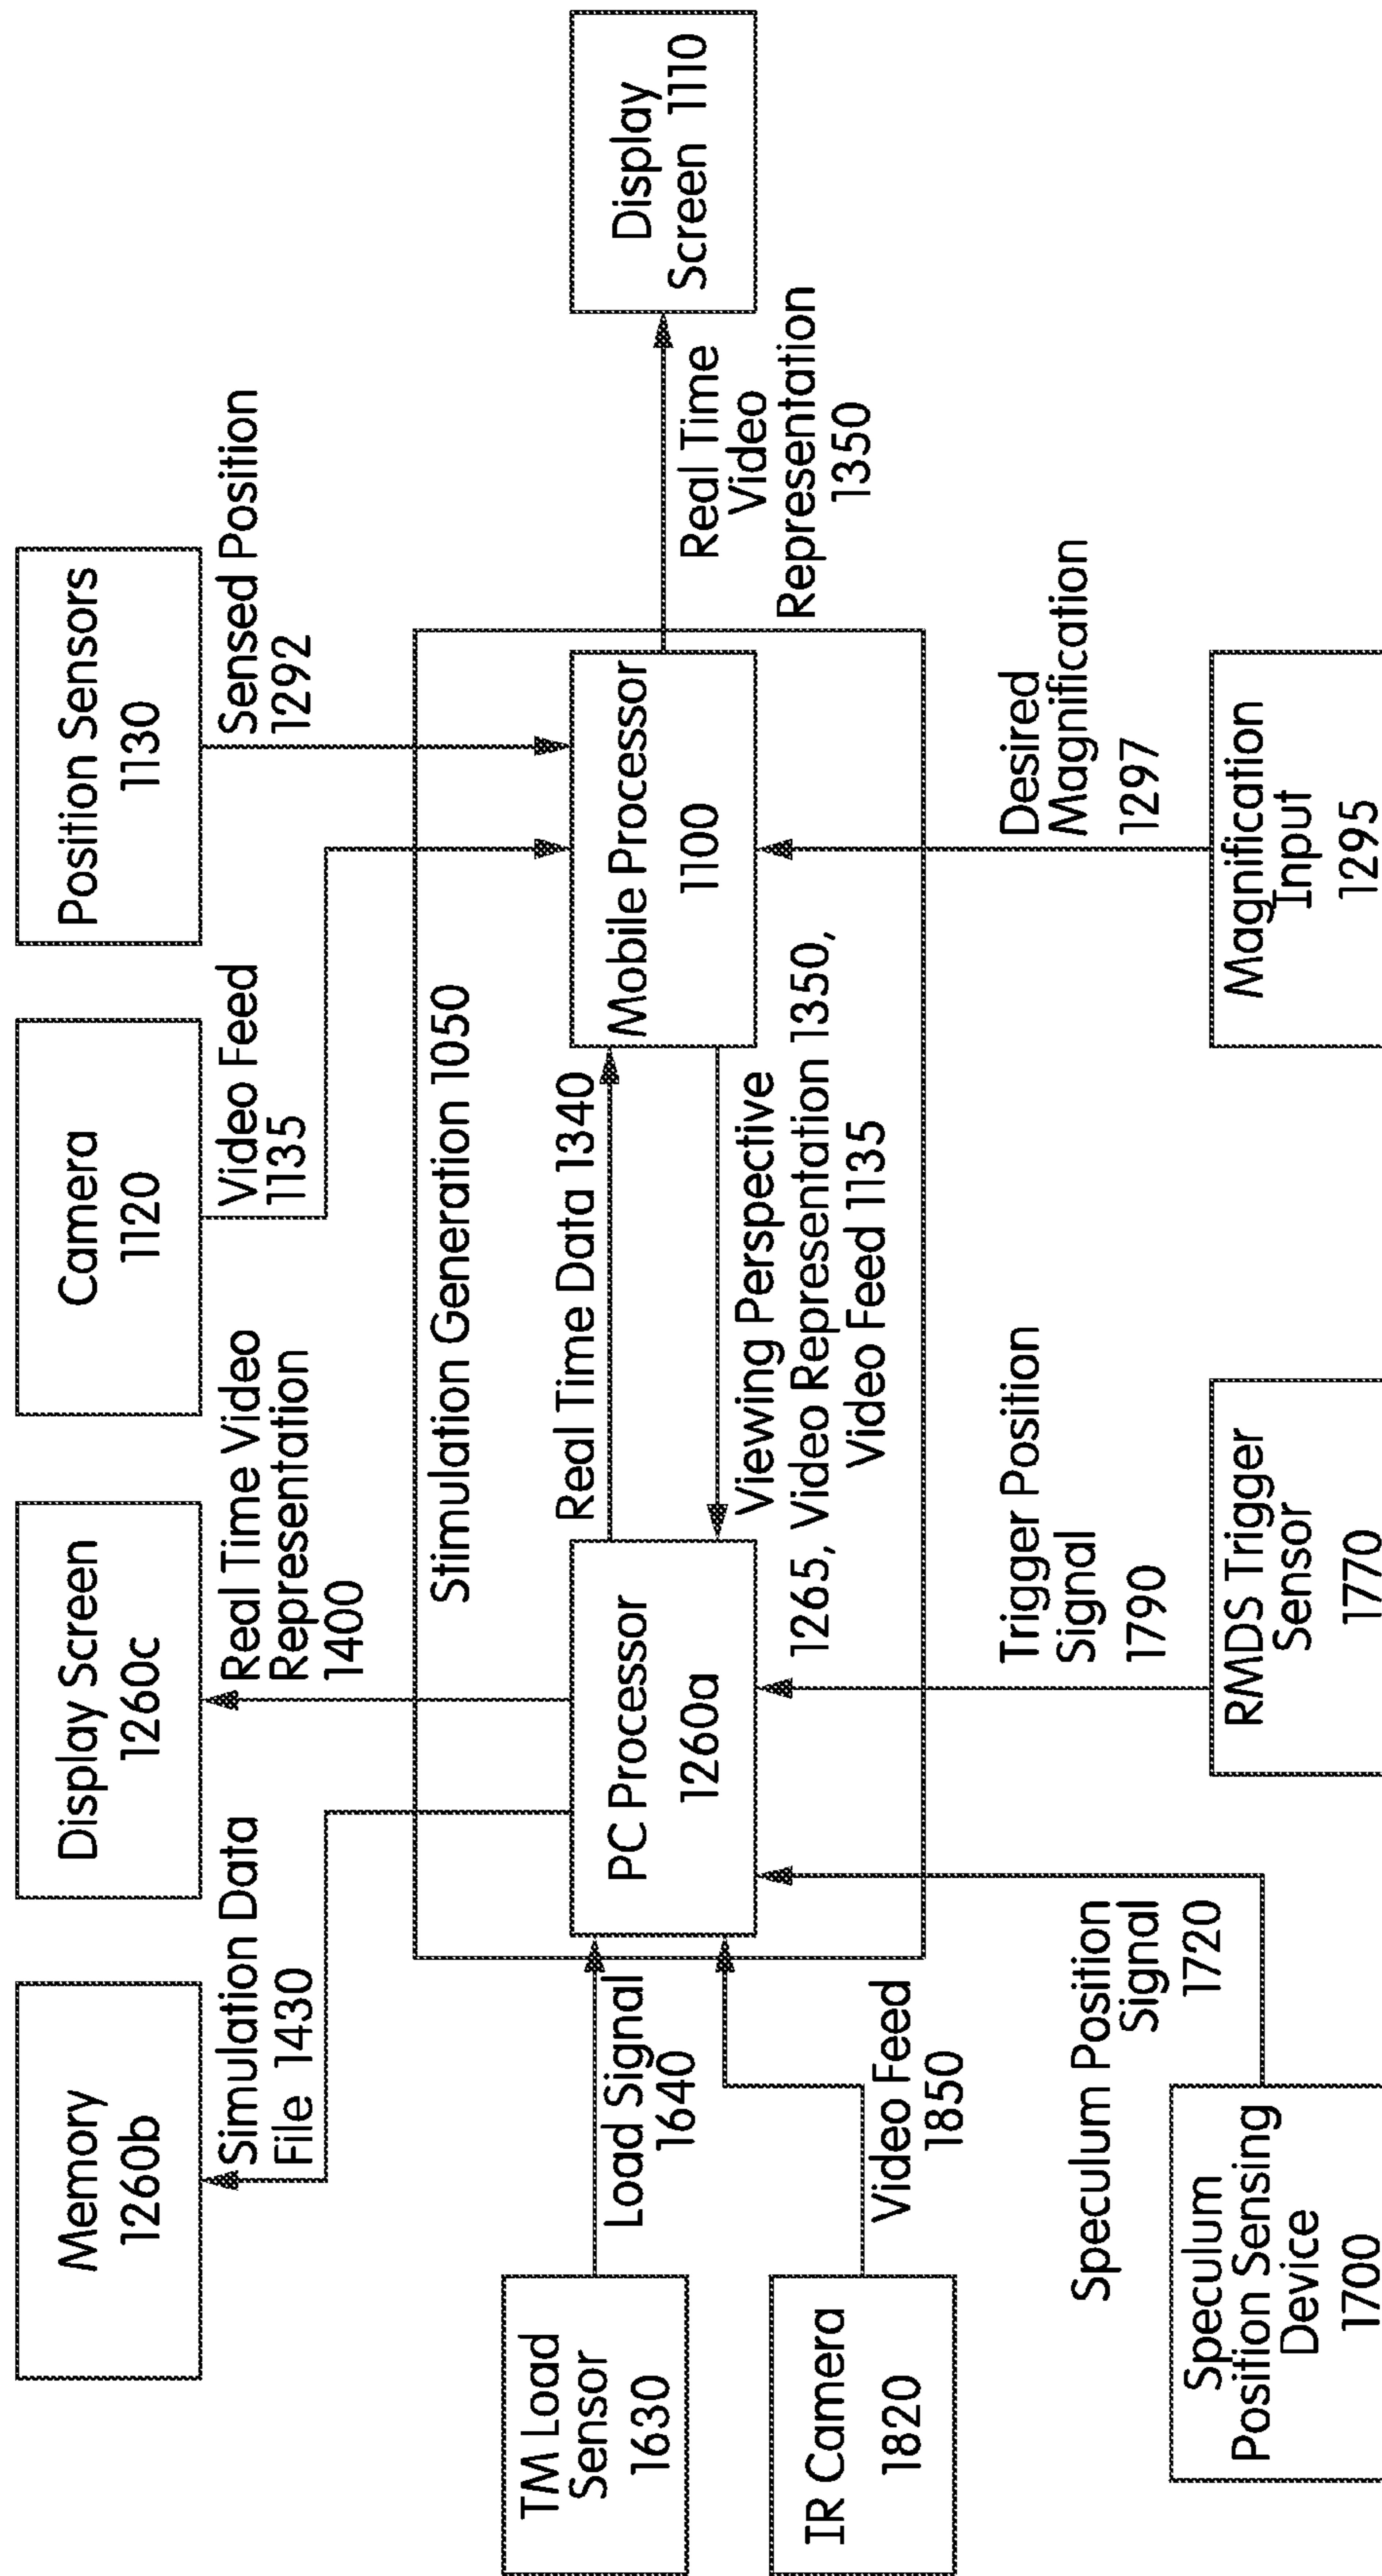 Memory
1260b
Display Screen
1260c
Camera
1120
Position Sensors
1130
Simulation Data
File 1430
Real Time Video
Representation
1400
Video Feed
1135
Sensed Position
1292
Stimulation Generation 1050
TM Load
Sensor
1630
Load Signal
1640
PC Processor
1260a
Real Time Data 1340
Mobile Processor
1100
Display
Screen 1110
Real Time
Video
Representation
1350
Viewing Perspective
1265, Video Representation 1350,
Video Feed 1135
IR Camera
1820
Video Feed
1850
Speculum Position
Signal
1720
Trigger Position
Signal
1790
Desired
Magnification
1297
Speculum
Position Sensing
Device
1700
RMDS Trigger
Sensor
1770
Magnification
Input
1295